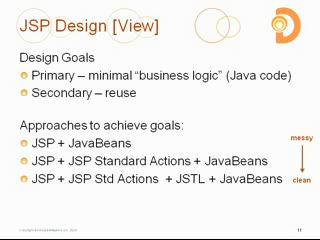 JSP Design [View]
Design Goals
Primary – minimal “business logic” (Java code)
Secondary – reuse
Approaches to achieve goals:
JSP + JavaBeans
JSP + JSP Standard Actions + JavaBeans
JSP + JSP Std Actions + JSTL + JavaBeans
messy
clean
11